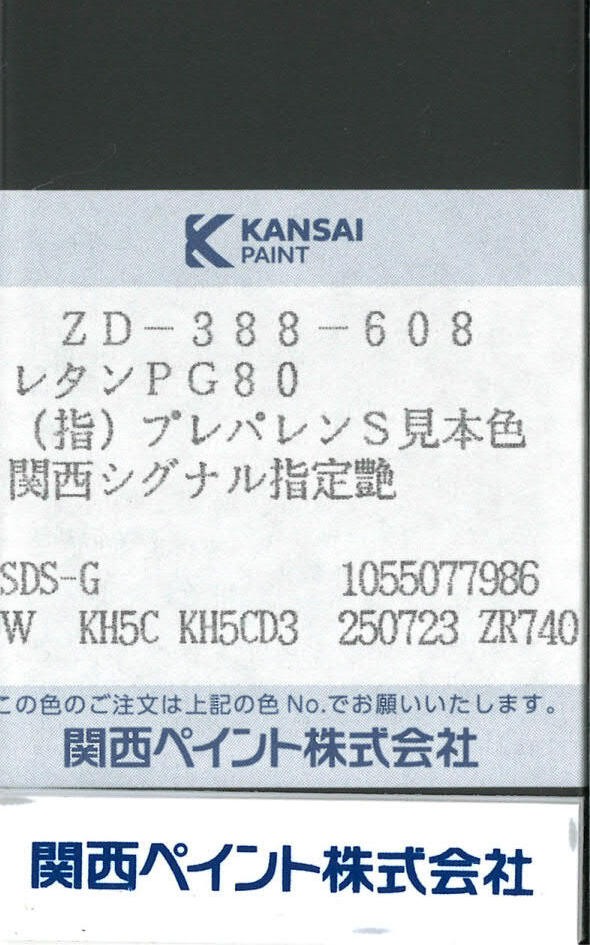 KANSAI
PAINT
ZD-388-608
レタンPG80
(指)プレパレンS見本色
関西シグナル指定艶
SDS-G 1055077986
W KH5C KH5CD3 250723 ZR740
この色のご注文は上記の色No.でお願いいたします。
関西ペイント株式会社
関西ペイント株式会社